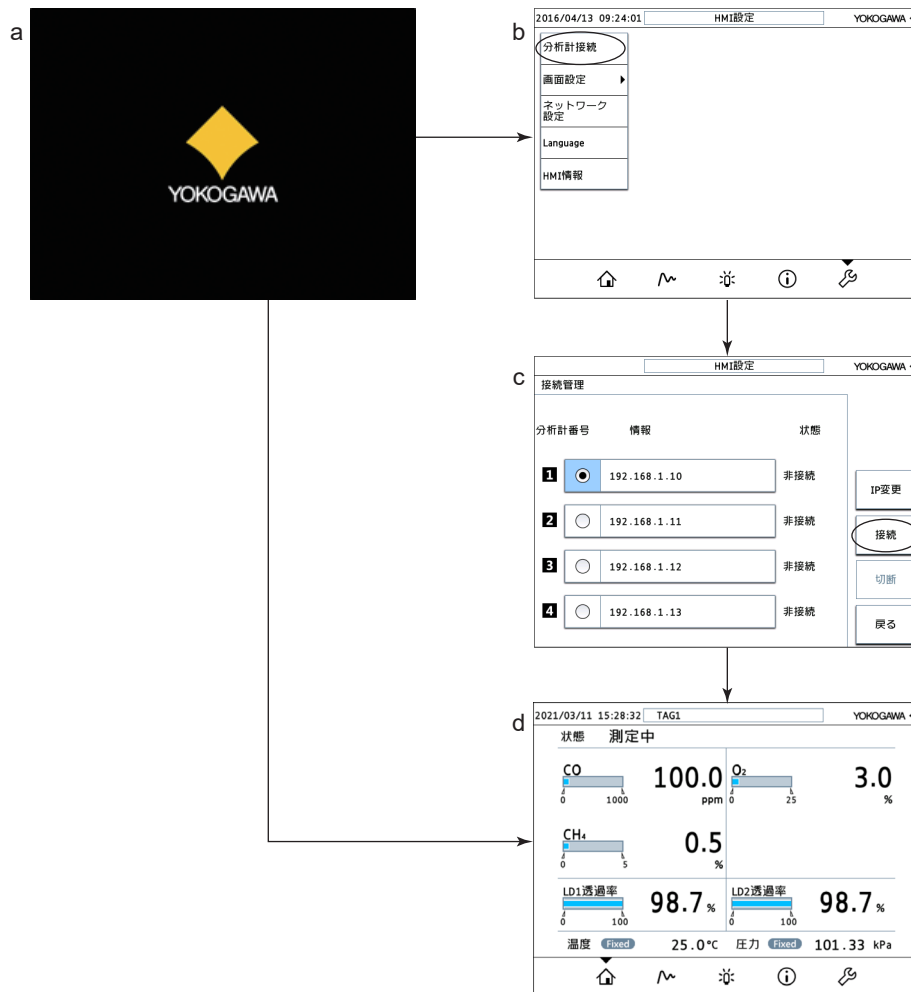 a
YOKOGAWA
b
2016/04/13 09:24:01 HMI設定 YOKOGAWA
分析計接続
画面設定
ネットワーク
設定
Language
HMI情報
c
HMI設定 YOKOGAWA
接続管理
分析計番号 情報 状態
1 192.168.1.10 非接続
2 192.168.1.11 非接続
3 192.168.1.12 非接続
4 192.168.1.13 非接続
IP変更
接続
切断
戻る
d
2021/03/11 15:28:32 TAG1 YOKOGAWA
状態 測定中
CO 100.0 ppm 0 1000
O₂ 3.0 % 0 25
CH₄ 0.5 % 0 5
LD1透過率 98.7 % 0 100
LD2透過率 98.7 % 0 100
温度 Fixed 25.0°C 圧力 Fixed 101.33 kPa